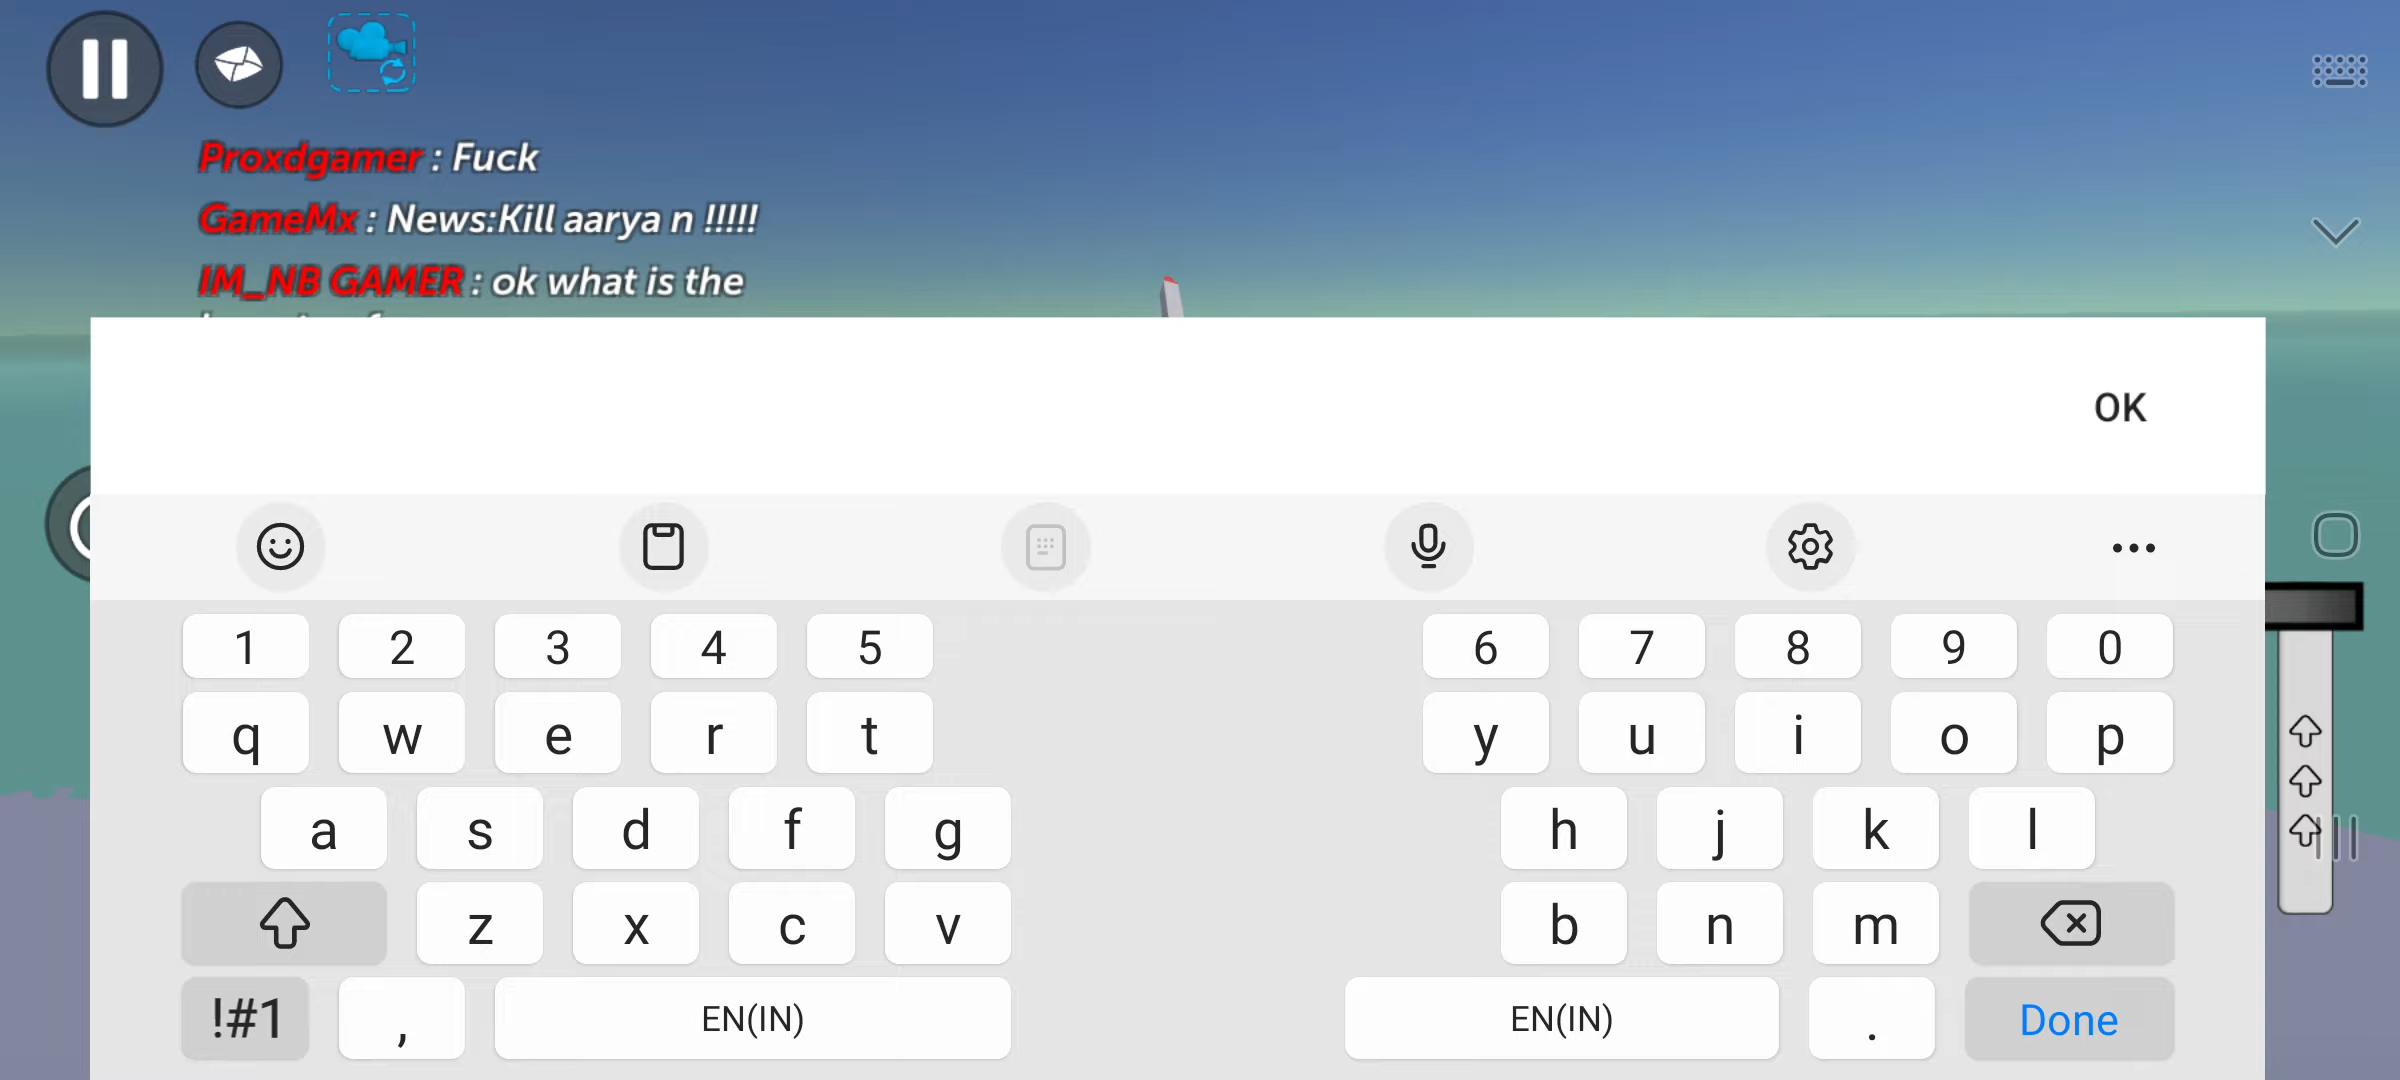 Proxdgamer : Fuck
GameMx : News:Kill aarya n !!!!!
IM_NB GAMER : ok what is the
OK
1 2 3 4 5 6 7 8 9 0
q w e r t y u i o p
a s d f g h j k l
z x c v b n m
!#1 , EN(IN) EN(IN) . Done